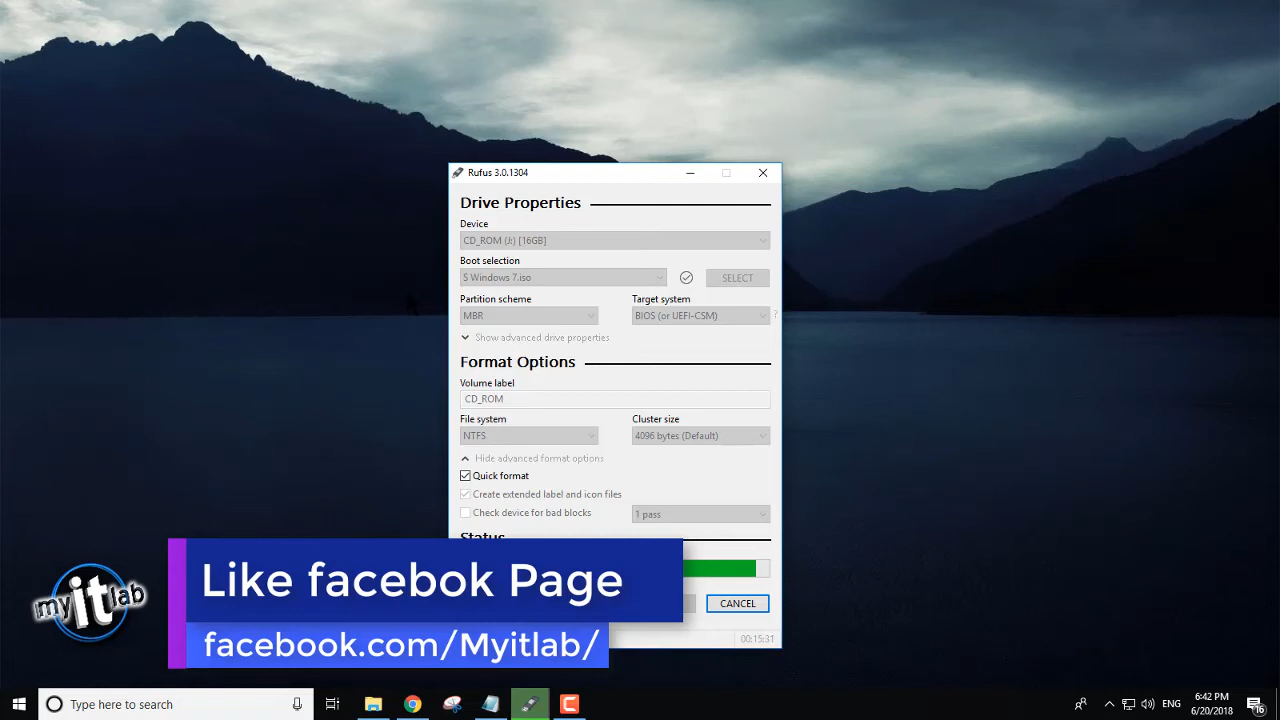 Rufus 3.0.1304
Drive Properties
Device
CD_ROM (J:) [16GB]
Boot selection
S Windows 7.iso
SELECT
Partition scheme
Target system
MBR
BIOS (or UEFI-CSM)
?
Show advanced drive properties
Format Options
Volume label
CD_ROM
File system
Cluster size
NTFS
4096 bytes (Default)
Hide advanced format options
Quick format
Create extended label and icon files
Check device for bad blocks
1 pass
Status
CANCEL
00:15:31
my it lab
Like facebok Page
facebook.com/Myitlab/
Type here to search
ENG
6:42 PM
6/20/2018
16